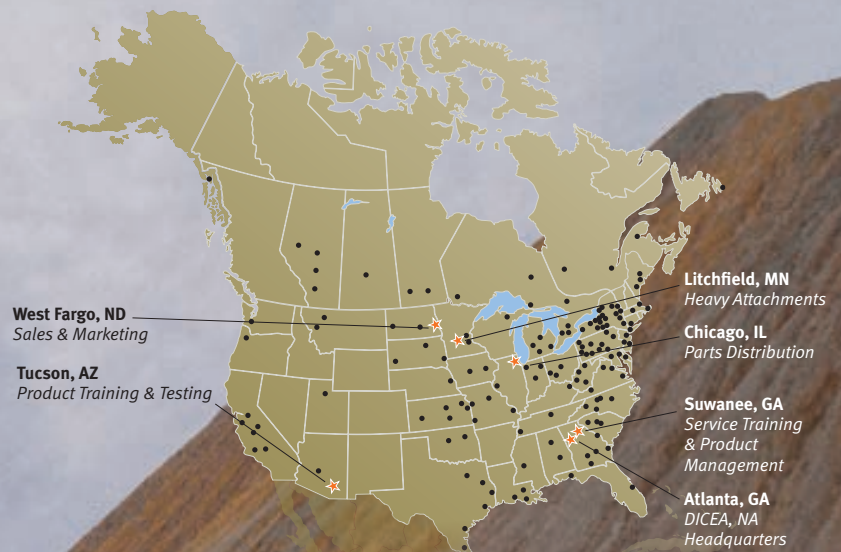 West Fargo, ND
Sales & Marketing
Tucson, AZ
Product Training & Testing
Litchfield, MN
Heavy Attachments
Chicago, IL
Parts Distribution
Suwanee, GA
Service Training
& Product
Management
Atlanta, GA
DICEA, NA
Headquarters